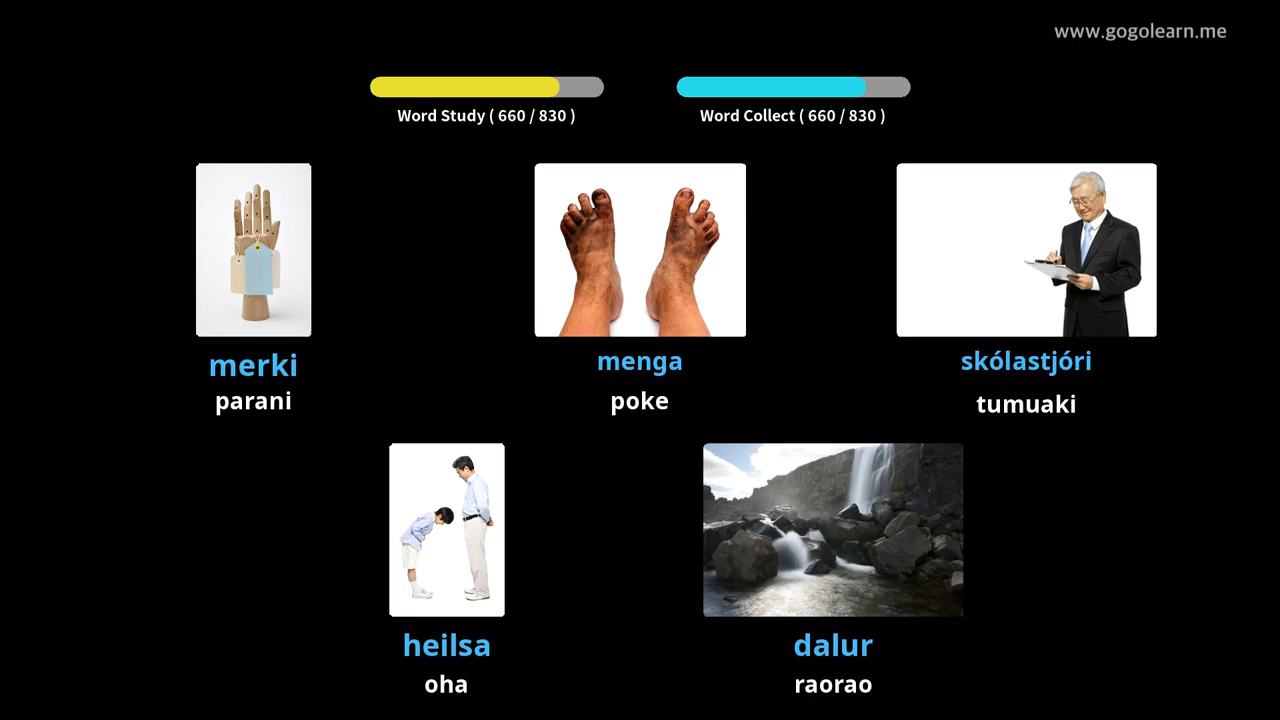 www.gogolearn.me
Word Study ( 660 / 830 )
Word Collect ( 660 / 830 )
merki
parani
menga
poke
skólastjóri
tumuaki
heilsa
oha
dalur
raorao